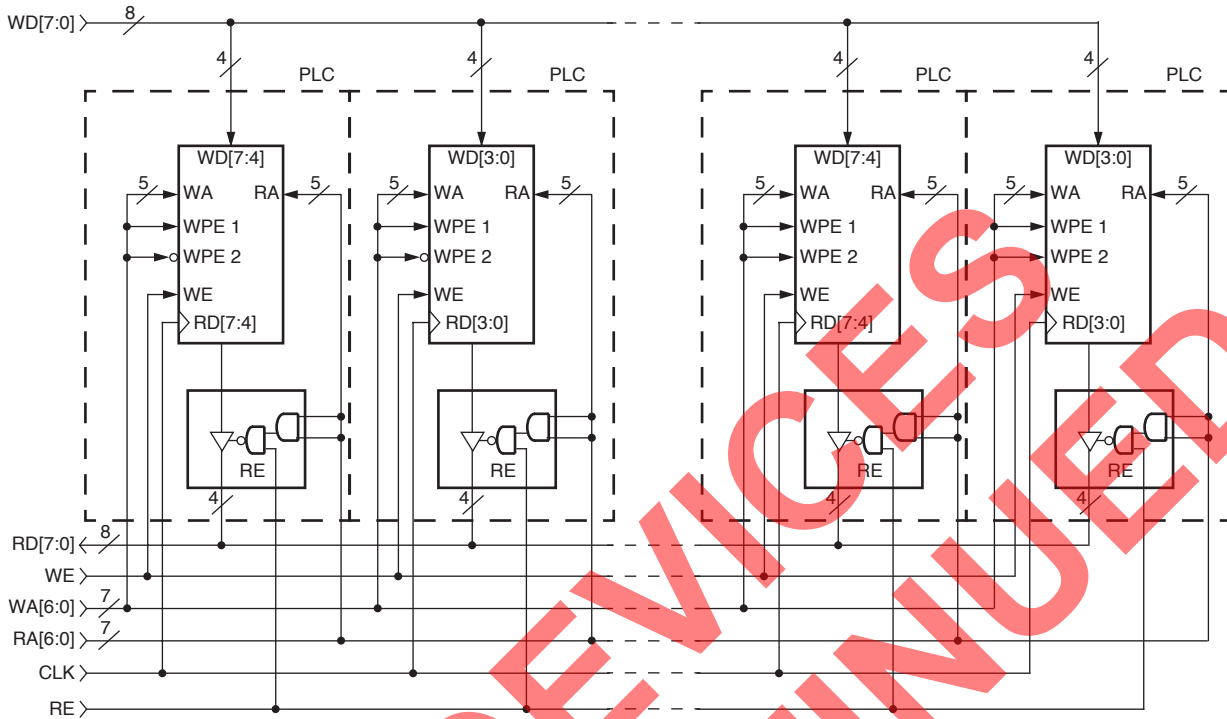 WD[7:0] 8
4 4 4 4
PLC PLC PLC PLC
WD[7:4] WD[3:0] WD[7:4] WD[3:0]
5 WA RA 5 5 WA RA 5 5 WA RA 5 5 WA RA 5
WPE 1 WPE 1 WPE 1 WPE 1
WPE 2 WPE 2 WPE 2 WPE 2
WE WE WE WE
RD[7:4] RD[3:0] RD[7:4] RD[3:0]
RE RE RE RE
4 4 4 4
RD[7:0] 8
WE
WA[6:0] 7
RA[6:0] 7
CLK
RE